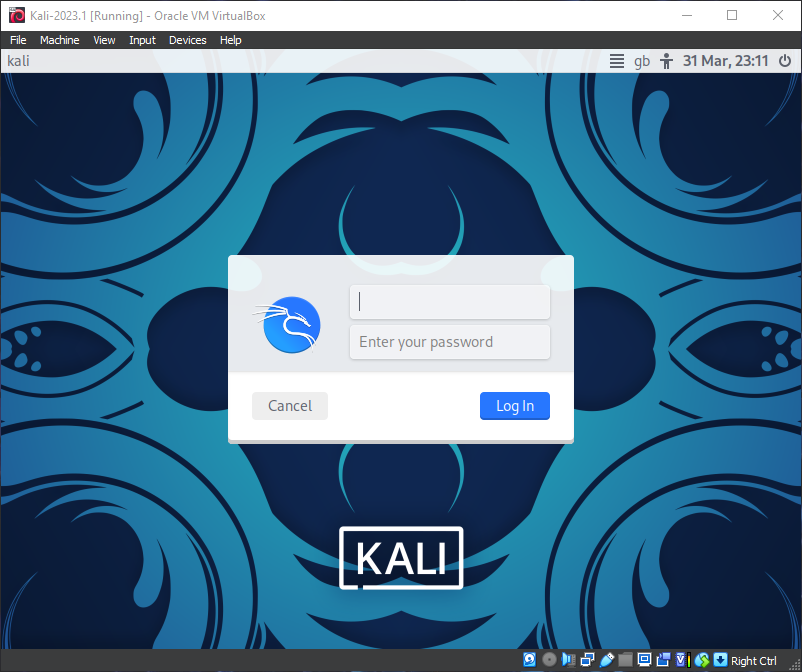 Kali-2023.1 [Running] - Oracle VM VirtualBox
File Machine View Input Devices Help
kali gb 31 Mar, 23:11
Enter your password
Cancel Log In
KALI
Right Ctrl